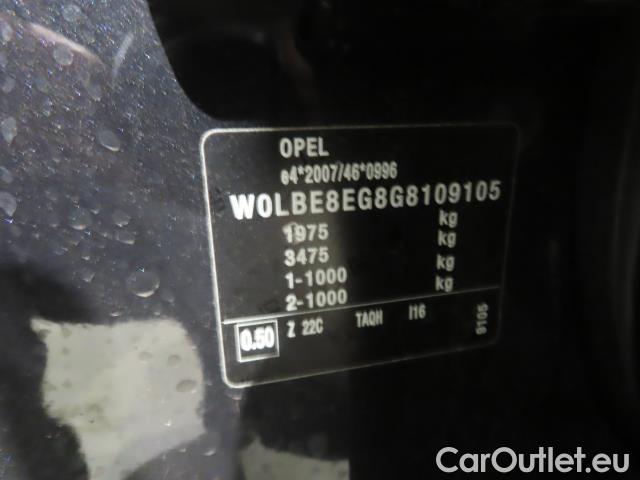 OPEL
e4*2007/46*0996
W0LBE8EG8G8109105
1975 kg
3475 kg
1-1000 kg
2-1000 kg
0.50 Z 22C TAQH I16 9105
CarOutlet.eu